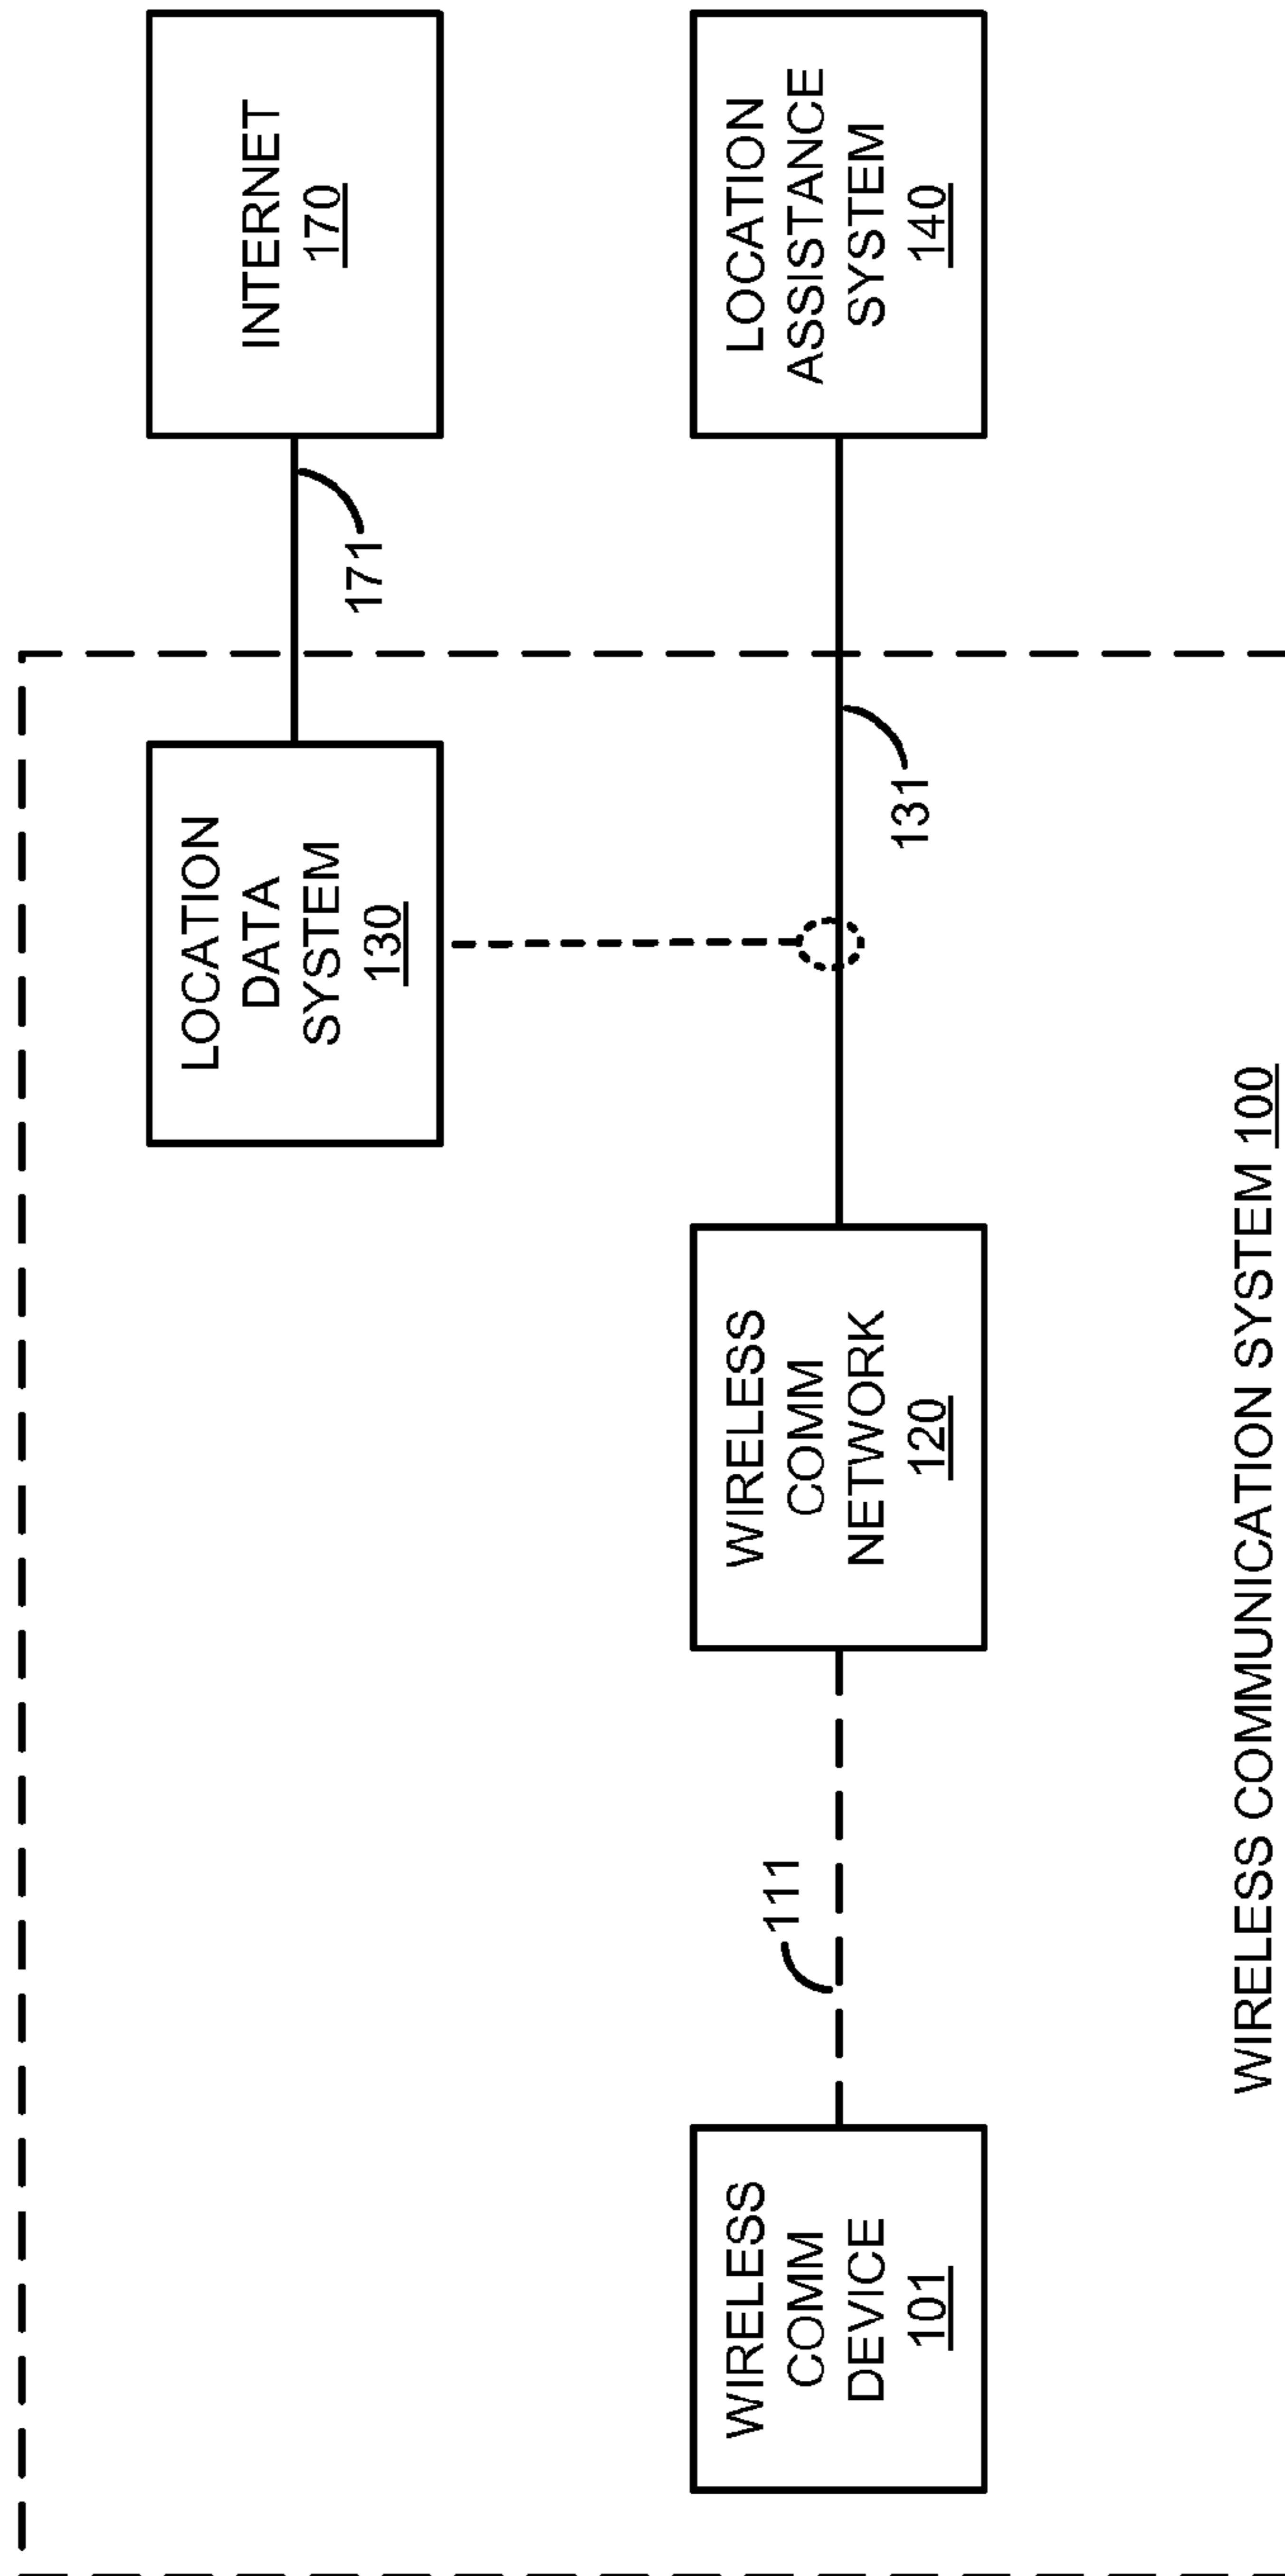 INTERNET
170
171
LOCATION
DATA
SYSTEM
130
LOCATION
ASSISTANCE
SYSTEM
140
131
WIRELESS
COMM
NETWORK
120
111
WIRELESS
COMM
DEVICE
101
WIRELESS COMMUNICATION SYSTEM 100